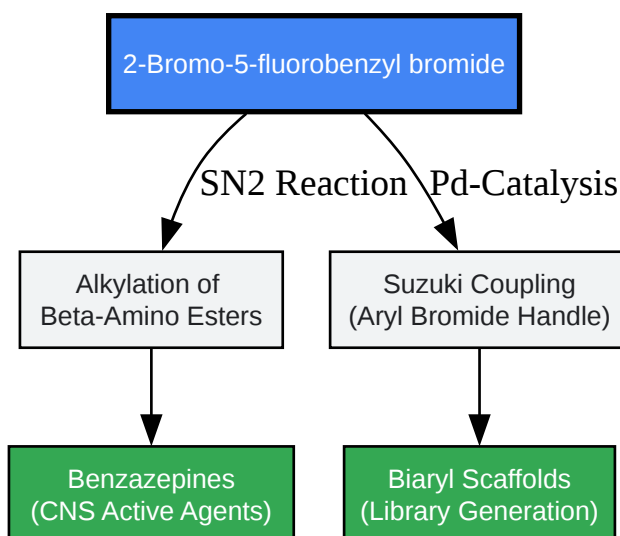 2-Bromo-5-fluorobenzyl bromide
SN2 Reaction
Pd-Catalysis
Alkylation of
Beta-Amino Esters
Suzuki Coupling
(Aryl Bromide Handle)
Benzazepines
(CNS Active Agents)
Biaryl Scaffolds
(Library Generation)